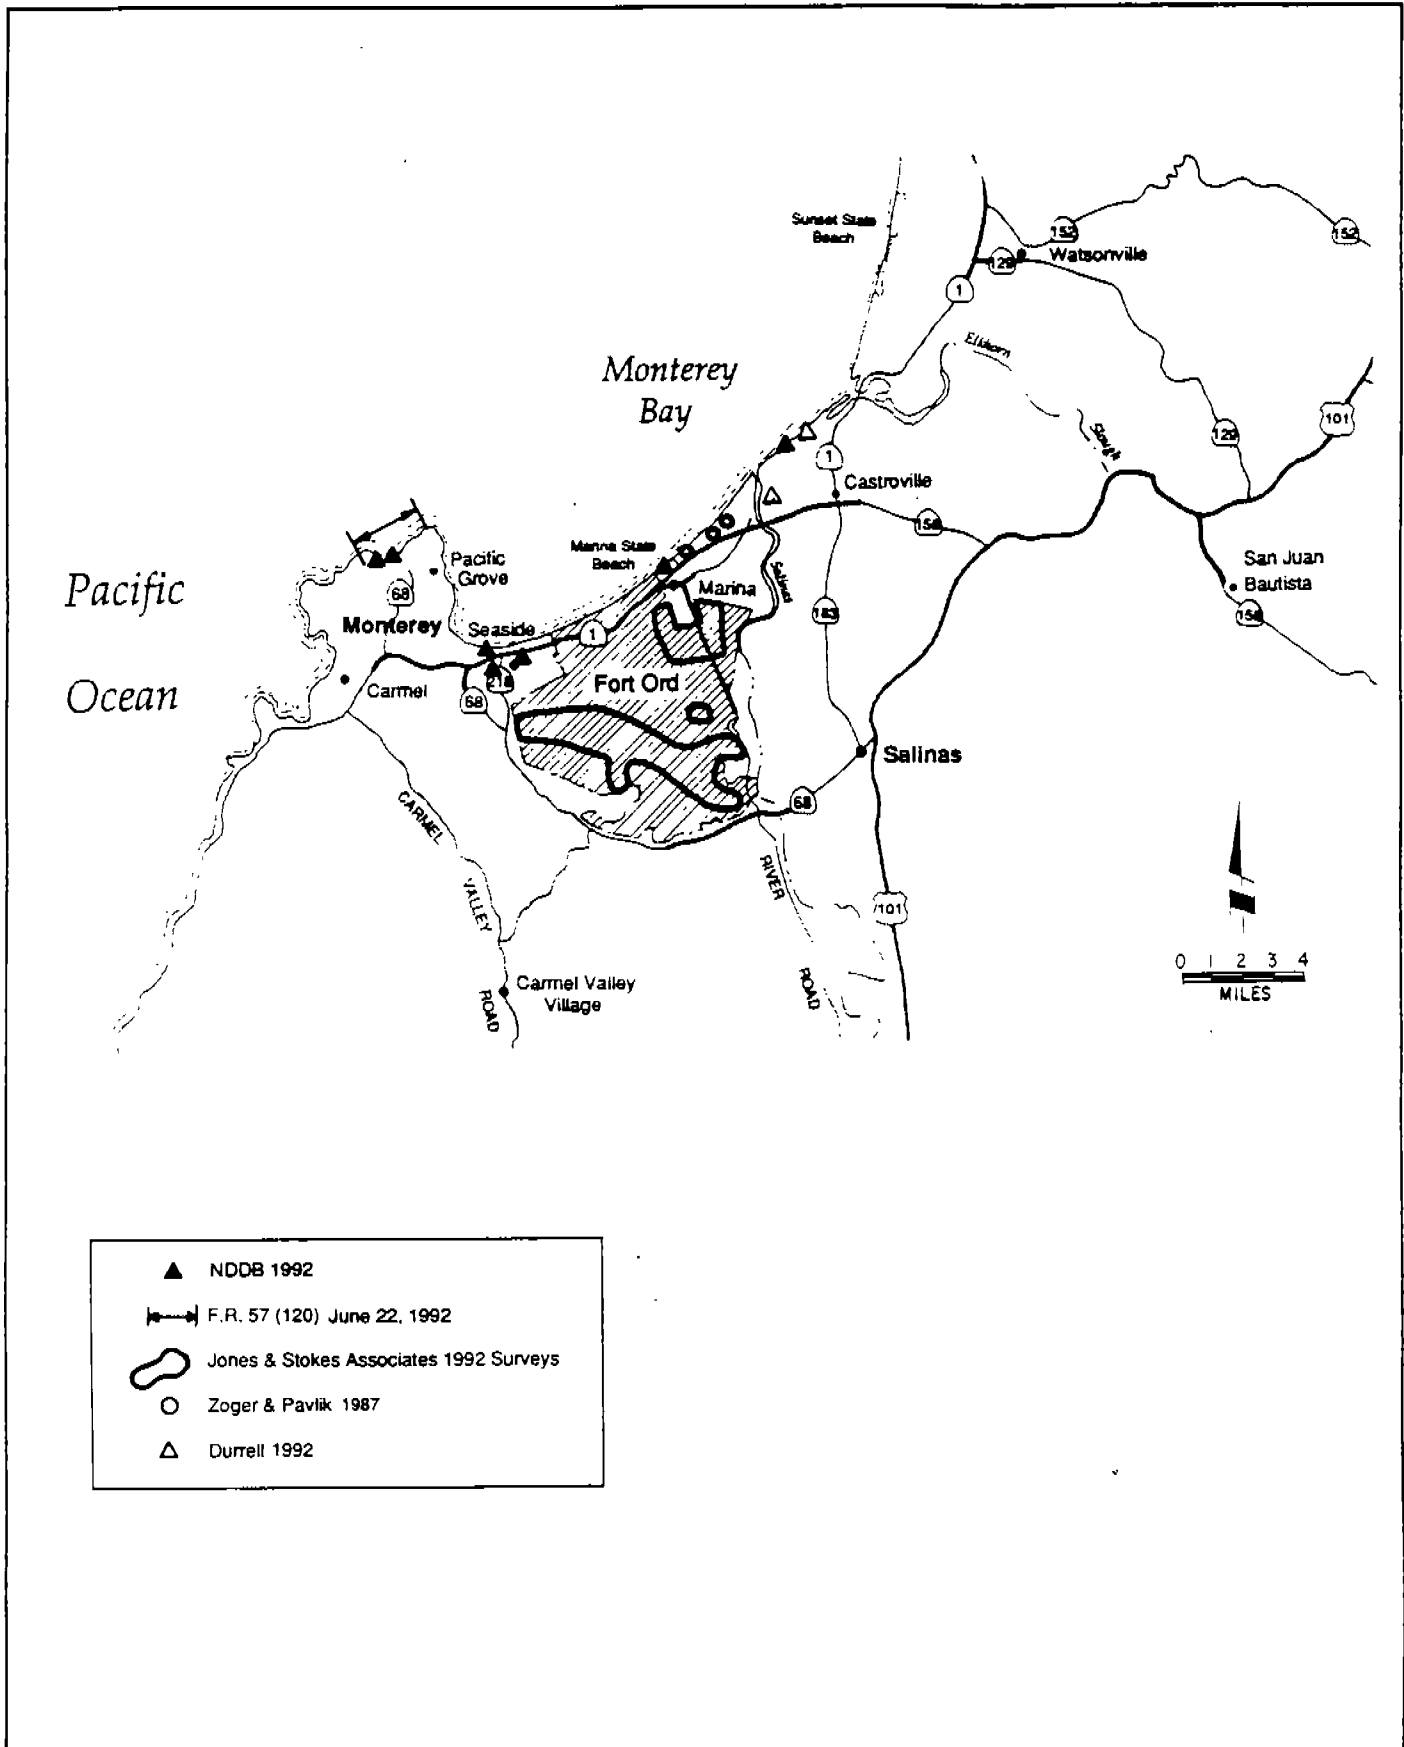 Sunset State
Beach
152
152
Watsonville
129
1
Elkhorn
Monterey
Bay
101
129
Slough
1
Castroville
156
Marina State
Beach
Pacific
Grove
San Juan
Bautista
Pacific
68
Marina
Salinas
156
183
Monterey
Seaside
1
Ocean
Carmel
218
68
Fort Ord
Salinas
68
CARMEL
VALLEY
ROAD
RIVER
ROAD
101
Carmel Valley
Village
0 1 2 3 4
MILES
NDDB 1992
F.R. 57 (120) June 22, 1992
Jones & Stokes Associates 1992 Surveys
Zoger & Pavlik 1987
Durrell 1992